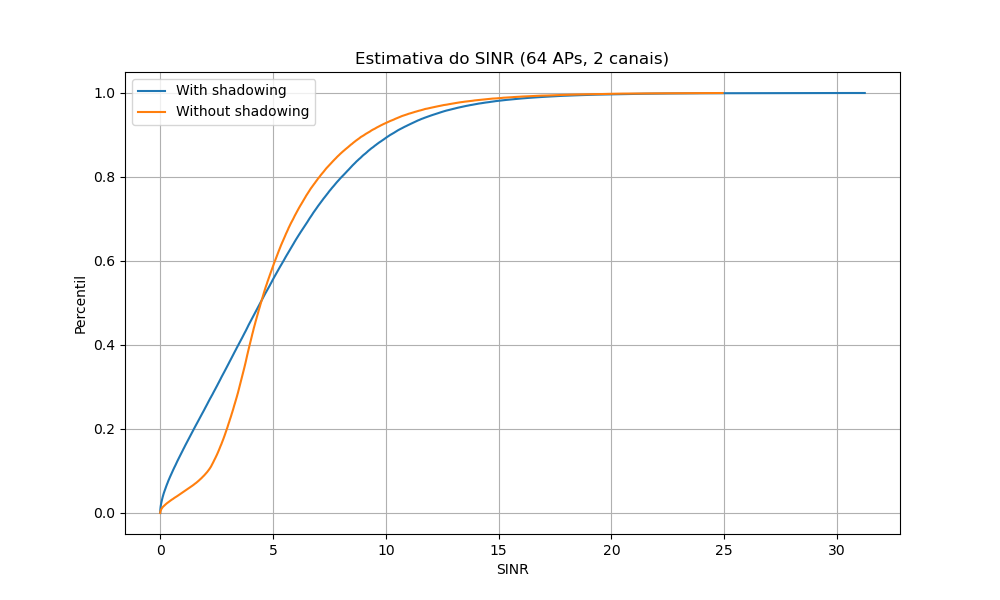 Estimativa do SINR (64 APs, 2 canais)
With shadowing
Without shadowing
Percentil
1.0
0.8
0.6
0.4
0.2
0.0
0 5 10 15 20 25 30
SINR